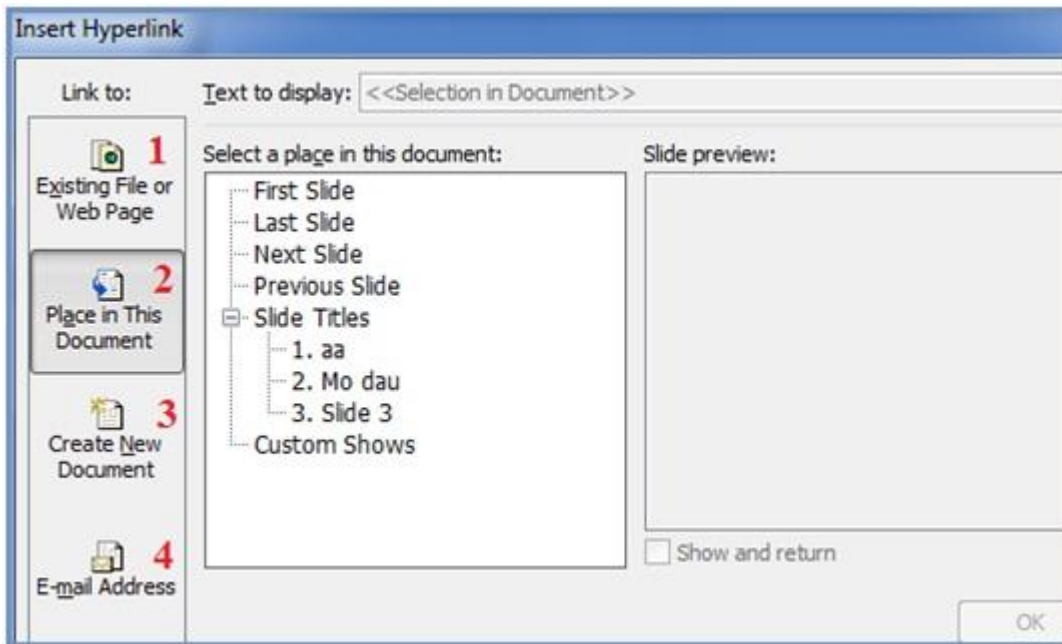 Insert Hyperlink
Link to:
Text to display: <<Selection in Document>>
1
Existing File or
Web Page
2
Place in This
Document
3
Create New
Document
4
E-mail Address
Select a place in this document:
First Slide
Last Slide
Next Slide
Previous Slide
Slide Titles
1. aa
2. Mo dau
3. Slide 3
Custom Shows
Slide preview:
Show and return
OK